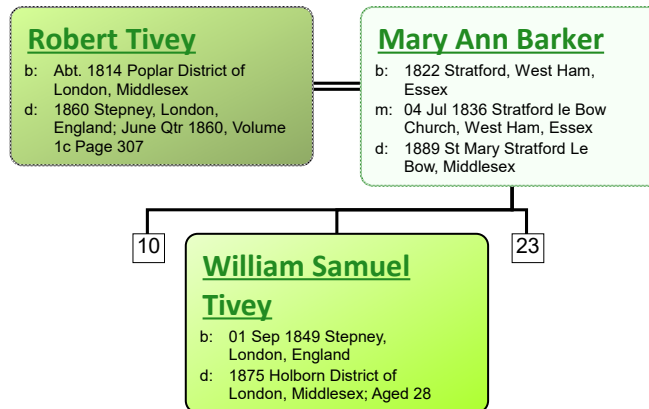 Robert Tivey
b: Abt. 1814 Poplar District of
London, Middlesex
d: 1860 Stepney, London,
England; June Qtr 1860, Volume
1c Page 307
Mary Ann Barker
b: 1822 Stratford, West Ham,
Essex
m: 04 Jul 1836 Stratford le Bow
Church, West Ham, Essex
d: 1889 St Mary Stratford Le
Bow, Middlesex
10
William Samuel
Tivey
b: 01 Sep 1849 Stepney,
London, England
d: 1875 Holborn District of
London, Middlesex; Aged 28
23